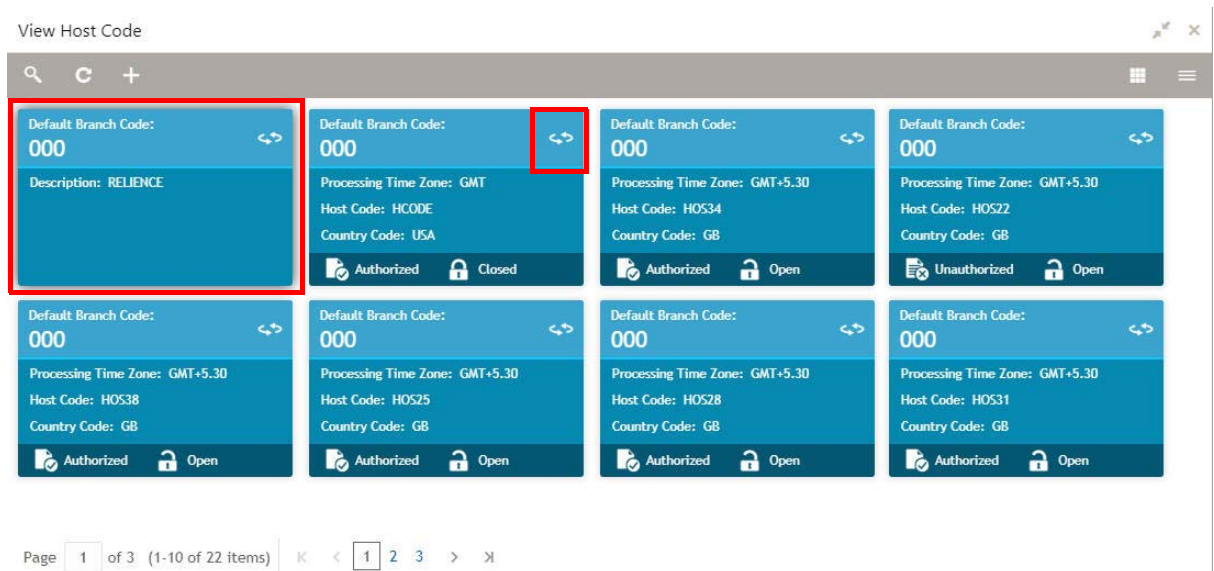 View Host Code
Default Branch Code:
000
Description: RELIENCE
Default Branch Code:
000
Processing Time Zone: GMT
Host Code: HCODE
Country Code: USA
Authorized Closed
Default Branch Code:
000
Processing Time Zone: GMT+5.30
Host Code: HOS34
Country Code: GB
Authorized Open
Default Branch Code:
000
Processing Time Zone: GMT+5.30
Host Code: HOS22
Country Code: GB
Unauthorized Open
Default Branch Code:
000
Processing Time Zone: GMT+5.30
Host Code: HOS38
Country Code: GB
Authorized Open
Default Branch Code:
000
Processing Time Zone: GMT+5.30
Host Code: HOS25
Country Code: GB
Authorized Open
Default Branch Code:
000
Processing Time Zone: GMT+5.30
Host Code: HOS28
Country Code: GB
Authorized Open
Default Branch Code:
000
Processing Time Zone: GMT+5.30
Host Code: HOS31
Country Code: GB
Authorized Open
Page 1 of 3 (1-10 of 22 items) 1 2 3